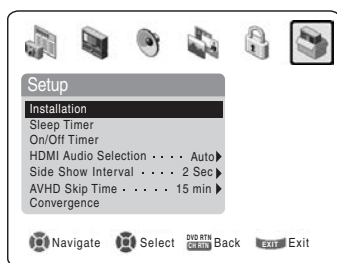 Setup
Installation
Sleep Timer
On/Off Timer
HDMI Audio Selection · · · · Auto
Side Show Interval · · · · 2 Sec
AVHD Skip Time · · · · · 15 min
Convergence
Navigate Select DVD RTN CH RTN Back EXIT Exit